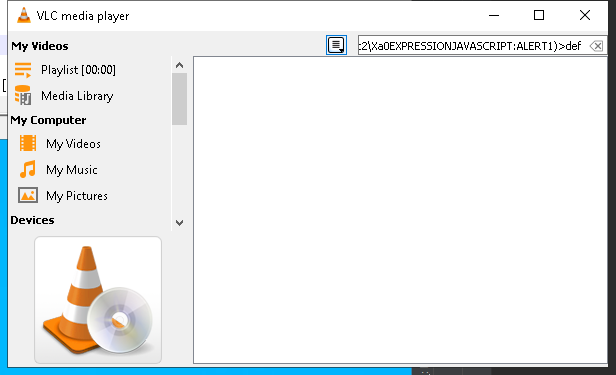 VLC media player
My Videos
:2\Xa0EXPRESSIONJAVASCRIPT:ALERT1)>def
Playlist [00:00]
Media Library
My Computer
My Videos
My Music
My Pictures
Devices